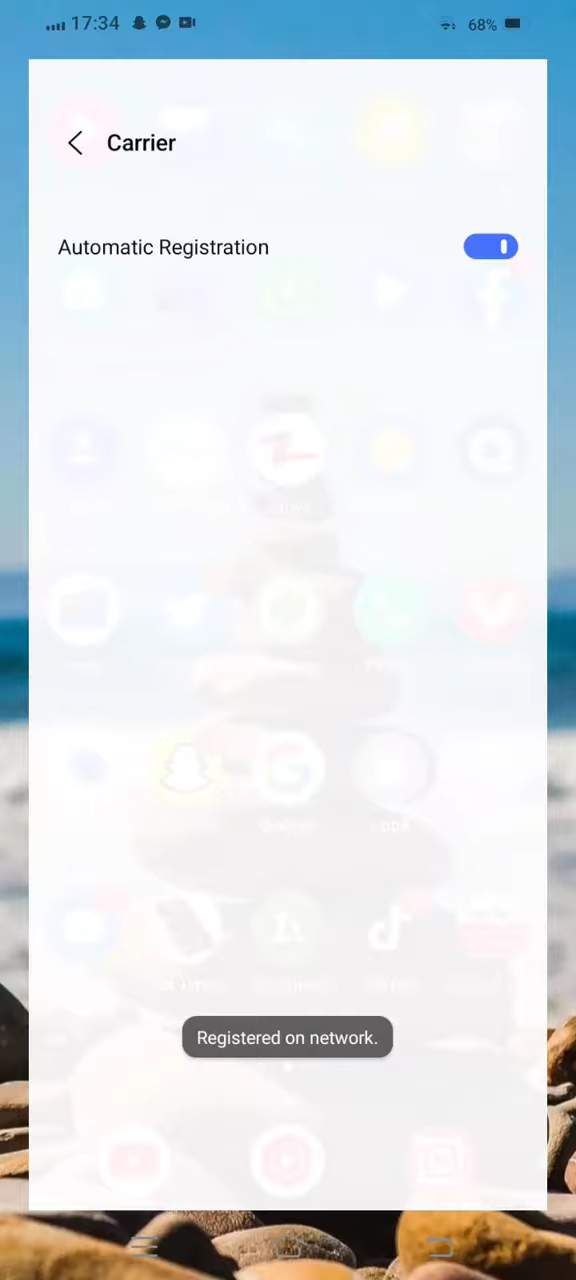 17:34
68%
Carrier
Automatic Registration
Registered on network.